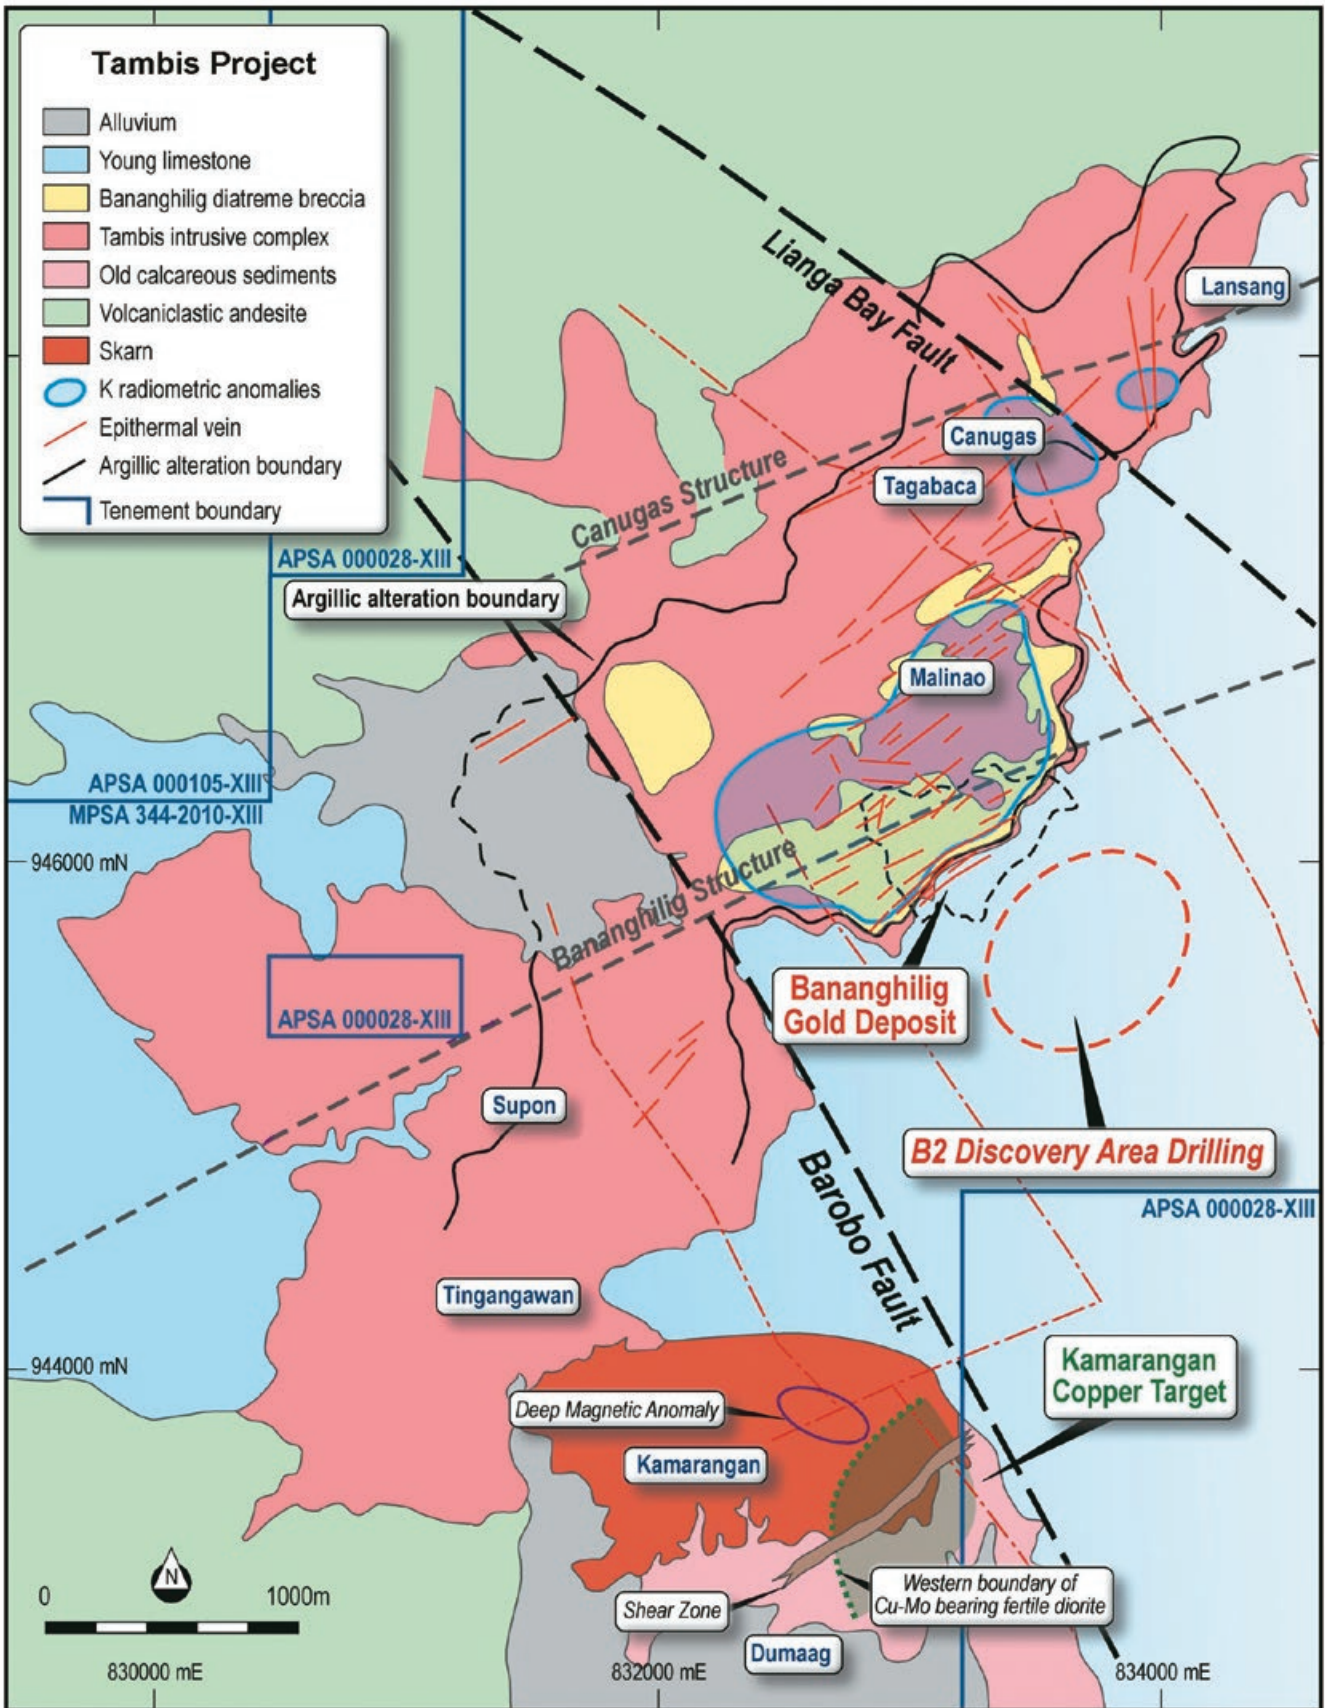 Tambis Project
Alluvium
Young limestone
Bananghilig diatreme breccia
Tambis intrusive complex
Old calcareous sediments
Volcaniclastic andesite
Skarn
K radiometric anomalies
Epithermal vein
Argillic alteration boundary
Tenement boundary
Lianga Bay Fault
Lansang
Canugas
Tagabaca
Canugas Structure
APSA 000028-XIII
Argillic alteration boundary
Malinao
APSA 000105-XIII
MPSA 344-2010-XIII
946000 mN
Bananghilig Structure
Bananghilig
Gold Deposit
APSA 000028-XIII
Supon
B2 Discovery Area Drilling
Barobo Fault
APSA 000028-XIII
Tingangawan
944000 mN
Kamarangan
Copper Target
Deep Magnetic Anomaly
Kamarangan
N
0
1000m
Western boundary of
Cu-Mo bearing fertile diorite
Shear Zone
Dumaag
830000 mE
832000 mE
834000 mE